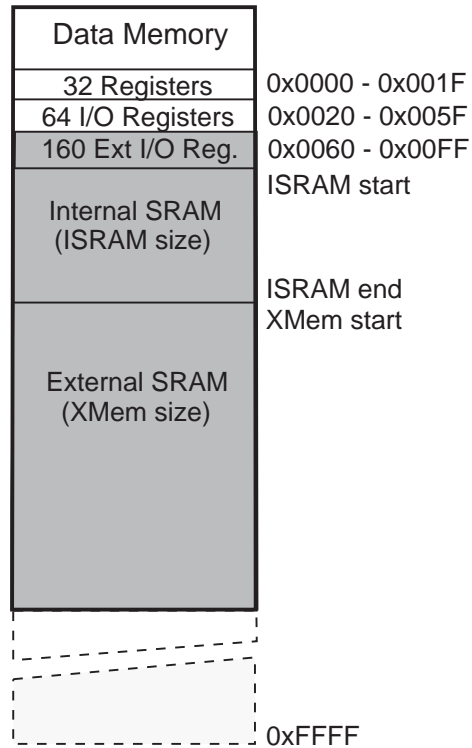 Data Memory
32 Registers 0x0000 - 0x001F
64 I/O Registers 0x0020 - 0x005F
160 Ext I/O Reg. 0x0060 - 0x00FF
ISRAM start
Internal SRAM
(ISRAM size)
ISRAM end
XMem start
External SRAM
(XMem size)
0xFFFF